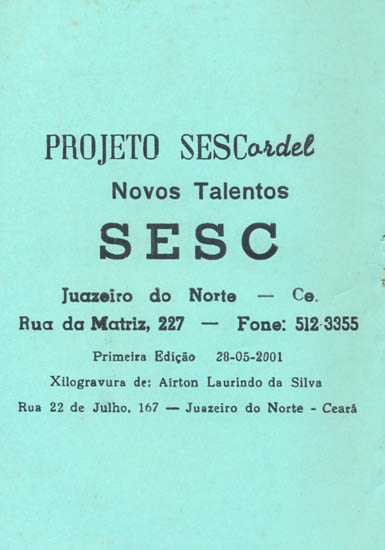 PROJETO SESCordel
Novos Talentos
SESC
Juazeiro do Norte — Ce.
Rua da Matriz, 227 — Fone: 512-3355
Primeira Edição 28-05-2001
Xilogravura de: Airton Laurindo da Silva
Rua 22 de Julho, 167 — Juazeiro do Norte - Ceará